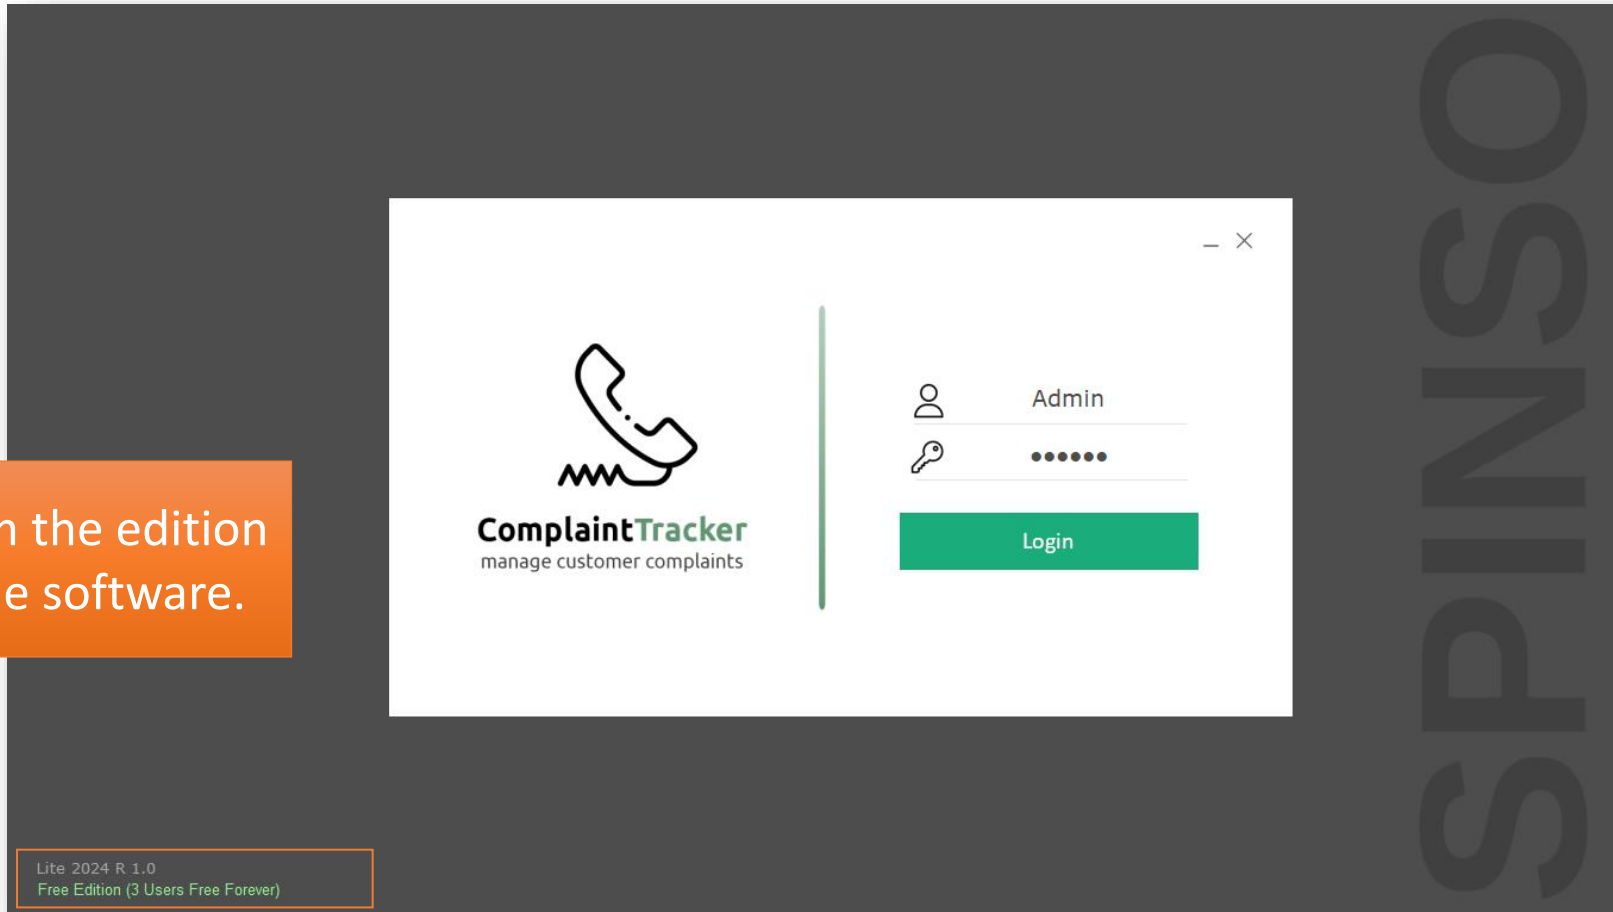 SPINSO
Admin
••••••
ComplaintTracker
manage customer complaints
Login
the edition
software.
Lite 2024 R 1.0
Free Edition (3 Users Free Forever)